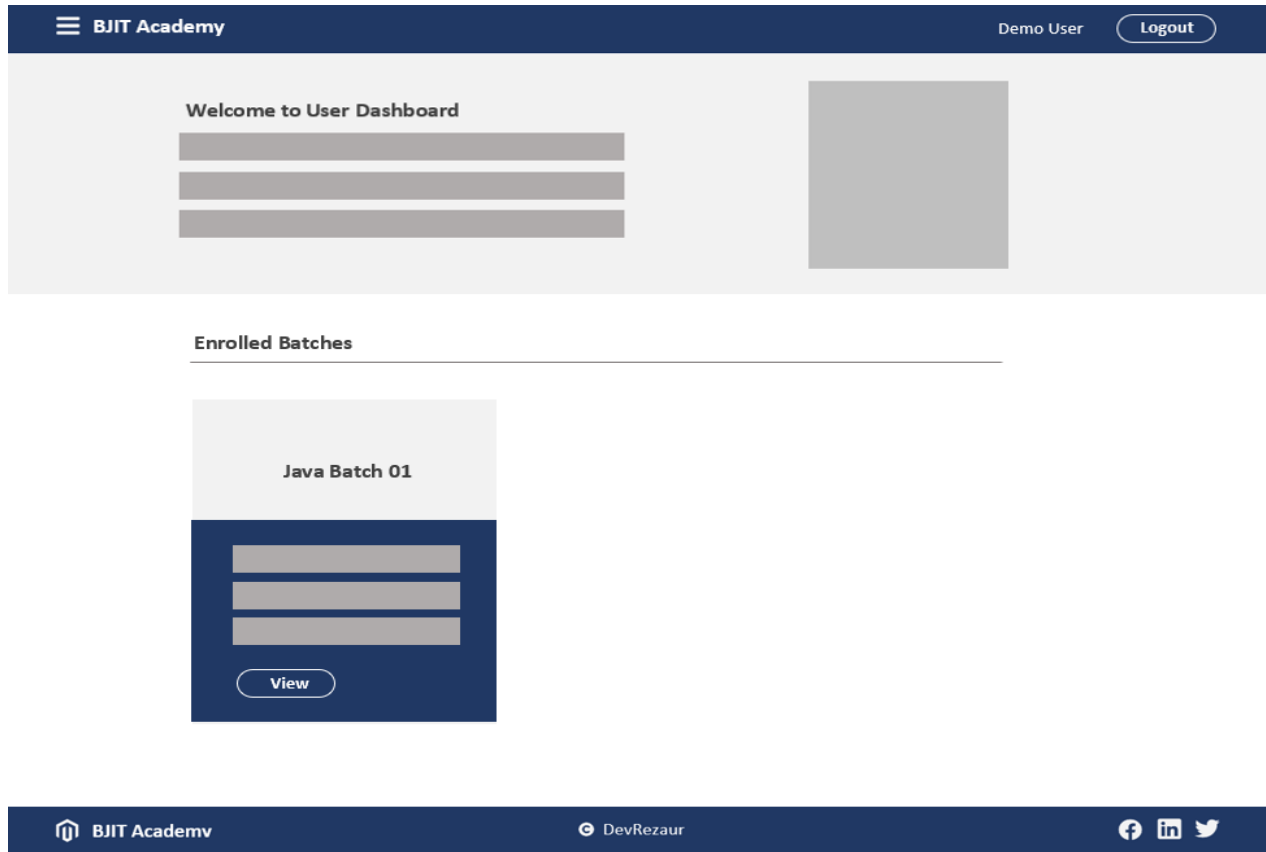 BJIT Academy
Demo User
Logout
Welcome to User Dashboard
Enrolled Batches
Java Batch 01
View
BJIT Academy
DevRezaur